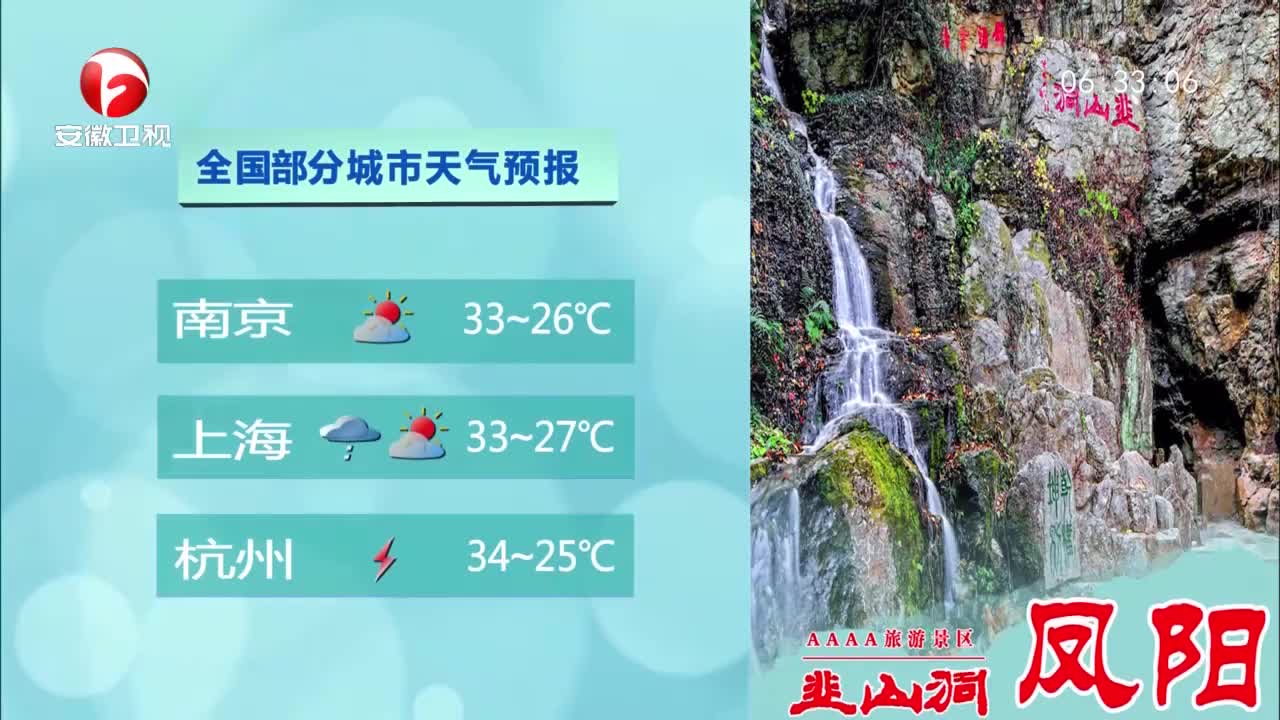 安徽卫视
06 33 06
全国部分城市天气预报
韭山洞
南京 33~26℃
上海 33~27℃
杭州 34~25℃
AAAA旅游景区
韭山洞
凤阳